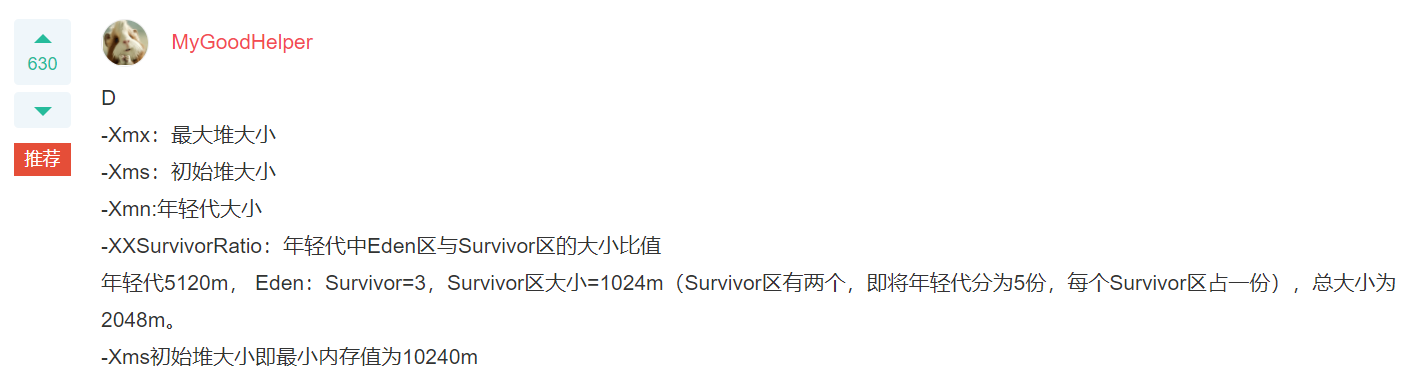 630
推荐
MyGoodHelper
D
-Xmx：最大堆大小
-Xms：初始堆大小
-Xmn:年轻代大小
-XXSurvivorRatio：年轻代中Eden区与Survivor区的大小比值
年轻代5120m， Eden：Survivor=3，Survivor区大小=1024m（Survivor区有两个，即将年轻代分为5份，每个Survivor区占一份），总大小为
2048m。
-Xms初始堆大小即最小内存值为10240m